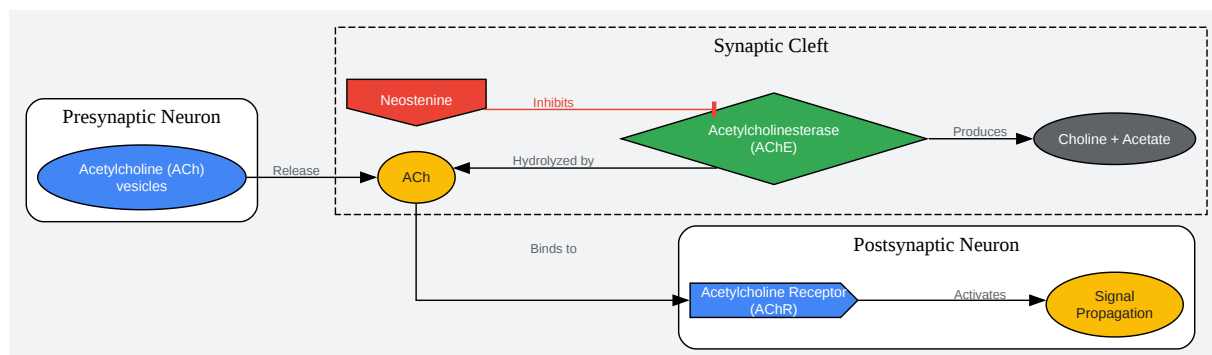 Synaptic Cleft
Presynaptic Neuron
Acetylcholine (ACh)
vesicles
Release
Neostenine
Inhibits
Acetylcholinesterase
(AChE)
Produces
Choline + Acetate
Hydrolyzed by
ACh
Binds to
Postsynaptic Neuron
Acetylcholine Receptor
(AChR)
Activates
Signal
Propagation